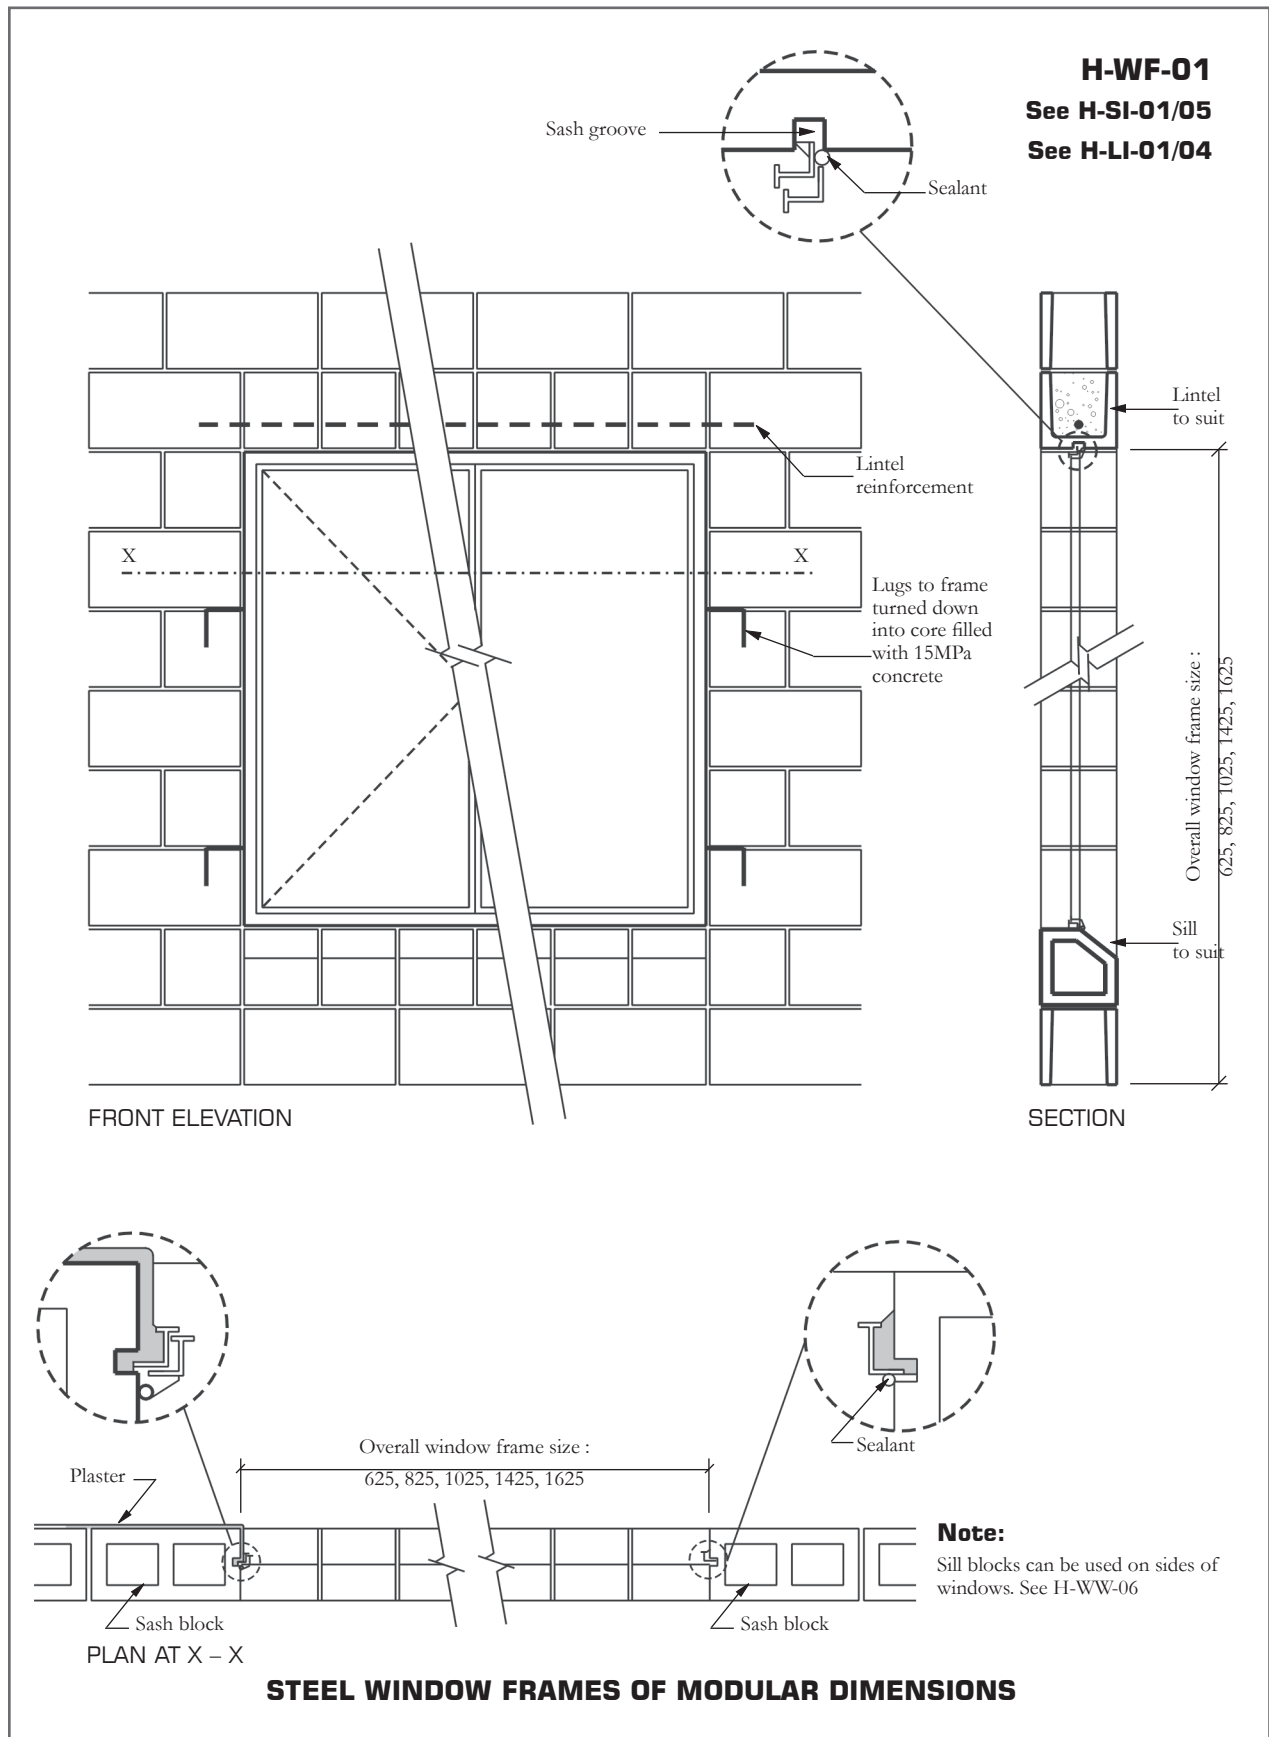 H-WF-01
See H-SI-01/05
See H-LI-01/04
Sash groove
Sealant
Lintel
to suit
Lintel
reinforcement
X
X
Lugs to frame
turned down
into core filled
with 15MPa
concrete
Overall window frame size :
625, 825, 1025, 1425, 1625
Sill
to suit
FRONT ELEVATION
SECTION
Overall window frame size :
625, 825, 1025, 1425, 1625
Sealant
Plaster
Note:
Sill blocks can be used on sides of
windows. See H-WW-06
Sash block
Sash block
PLAN AT X – X
STEEL WINDOW FRAMES OF MODULAR DIMENSIONS